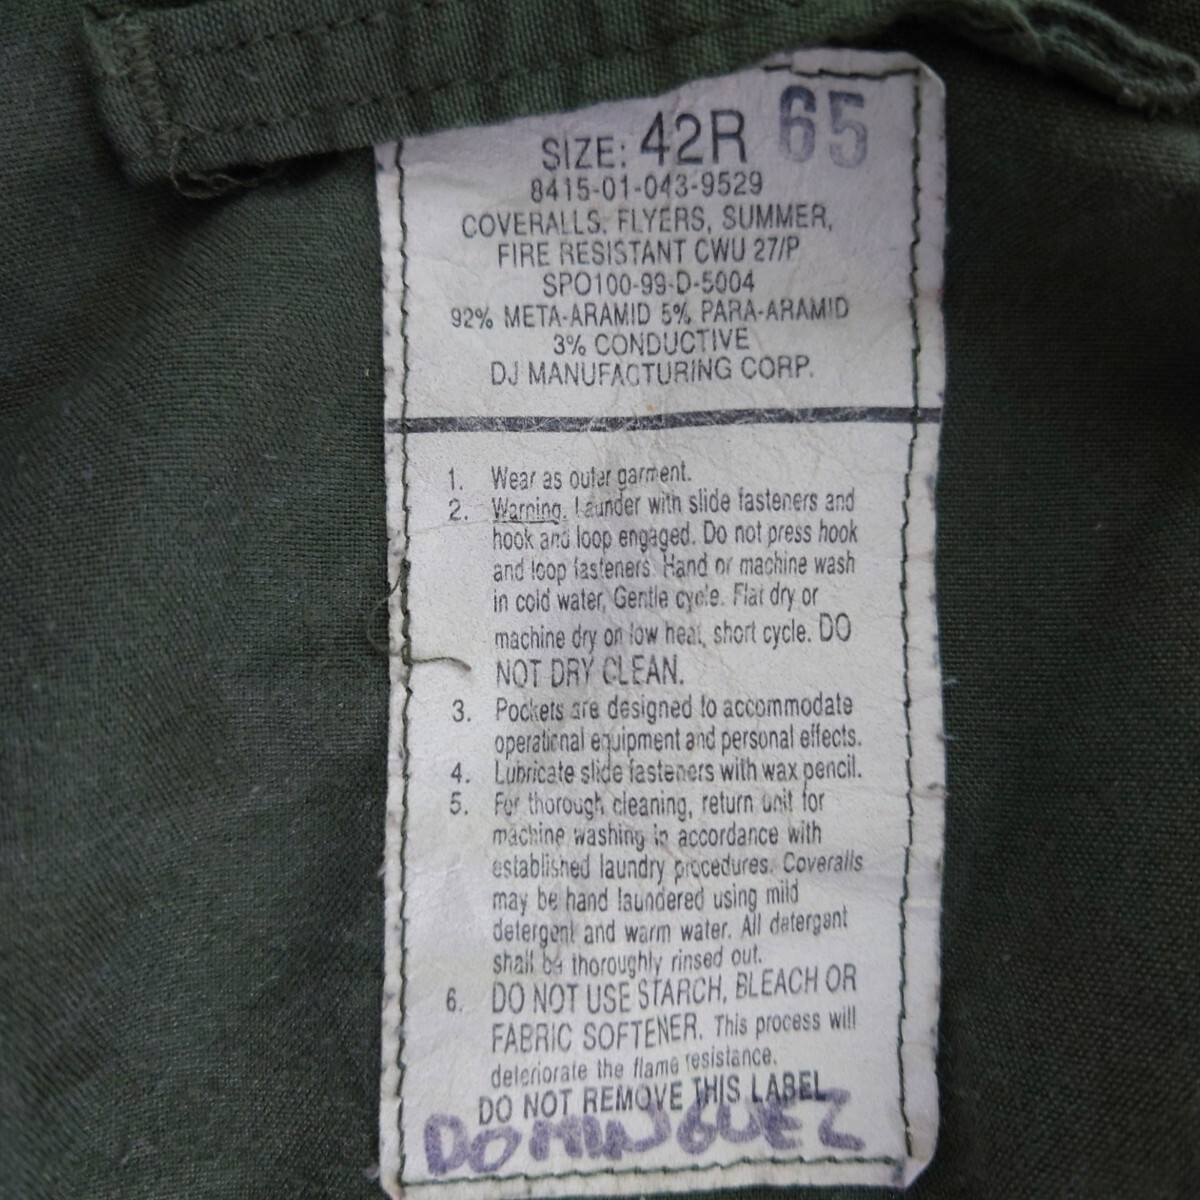 SIZE: 42R 65
8415-01-043-9529
COVERALLS, FLYERS, SUMMER,
FIRE RESISTANT CWU 27/P
SPO100-99-D-5004
92% META-ARAMID 5% PARA-ARAMID
3% CONDUCTIVE
DJ MANUFACTURING CORP.
1. Wear as outer garment.
2. Warning. Launder with slide fasteners and
hook and loop engaged. Do not press hook
and loop fasteners. Hand or machine wash
in cold water, Gentle cycle. Flat dry or
machine dry on low heat, short cycle. DO
NOT DRY CLEAN.
3. Pockets are designed to accommodate
operational equipment and personal effects.
4. Lubricate slide fasteners with wax pencil.
5. For thorough cleaning, return unit for
machine washing in accordance with
established laundry procedures. Coveralls
may be hand laundered using mild
detergent and warm water. All detergent
shall be thoroughly rinsed out.
6. DO NOT USE STARCH, BLEACH OR
FABRIC SOFTENER. This process will
deteriorate the flame resistance.
DO NOT REMOVE THIS LABEL
DOMINGUEZ